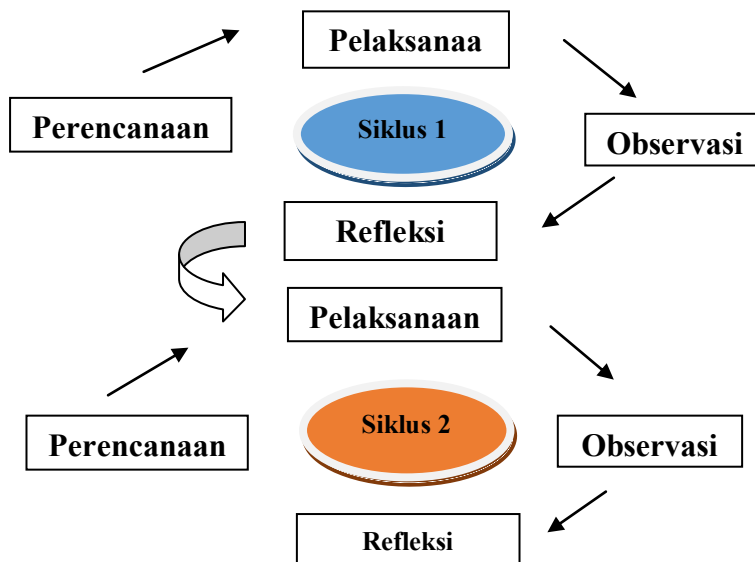 Pelaksanaa
Perencanaan
Siklus 1
Observasi
Refleksi
Pelaksanaan
Perencanaan
Siklus 2
Observasi
Refleksi